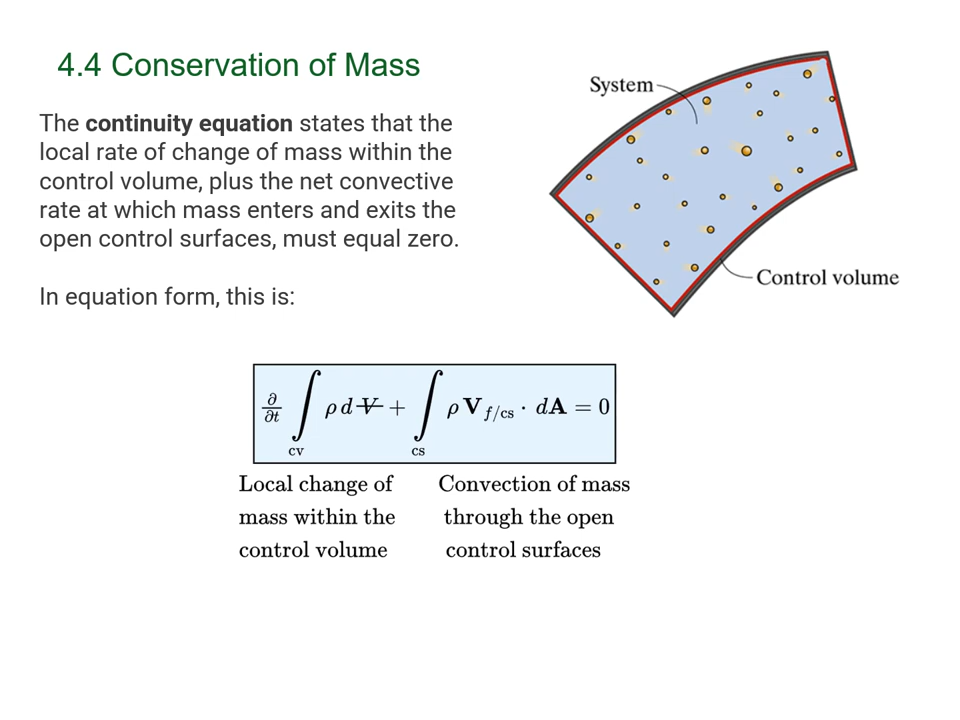 4.4 Conservation of Mass
System
The continuity equation states that the
local rate of change of mass within the
control volume, plus the net convective
rate at which mass enters and exits the
open control surfaces, must equal zero.
Control volume
In equation form, this is:
∂/∂t ∫cv ρ d V̶ + ∫cs ρ V_f/cs · dA = 0
Local change of
mass within the
control volume
Convection of mass
through the open
control surfaces